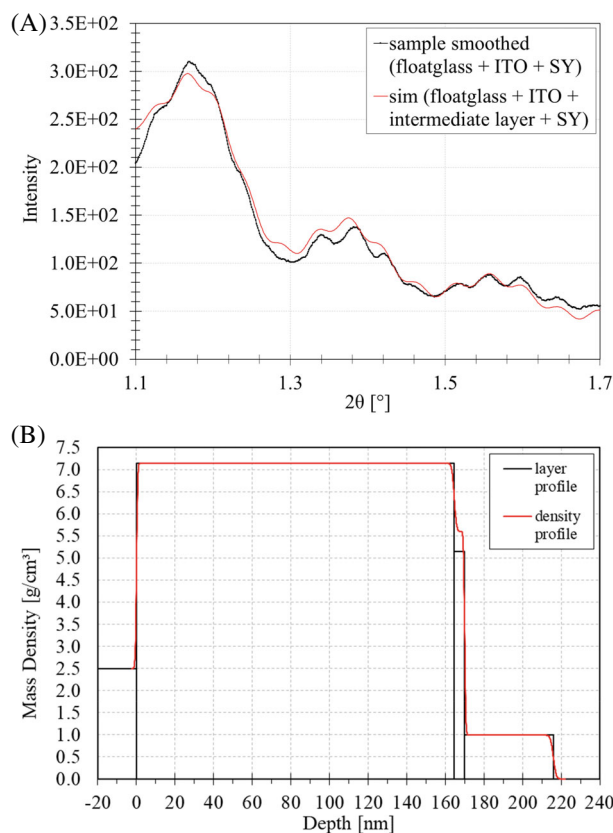 (A)
3.5E+02
3.0E+02
2.5E+02
2.0E+02
1.5E+02
1.0E+02
5.0E+01
0.0E+00
Intensity
sample smoothed
(floatglass + ITO + SY)
sim (floatglass + ITO +
intermediate layer + SY)
1.1 1.3 1.5 1.7
2θ [°]
(B)
7.5
7.0
6.5
6.0
5.5
5.0
4.5
4.0
3.5
3.0
2.5
2.0
1.5
1.0
0.5
0.0
Mass Density [g/cm³]
layer
profile
density
profile
-20 0 20 40 60 80 100 120 140 160 180 200 220 240
Depth [nm]